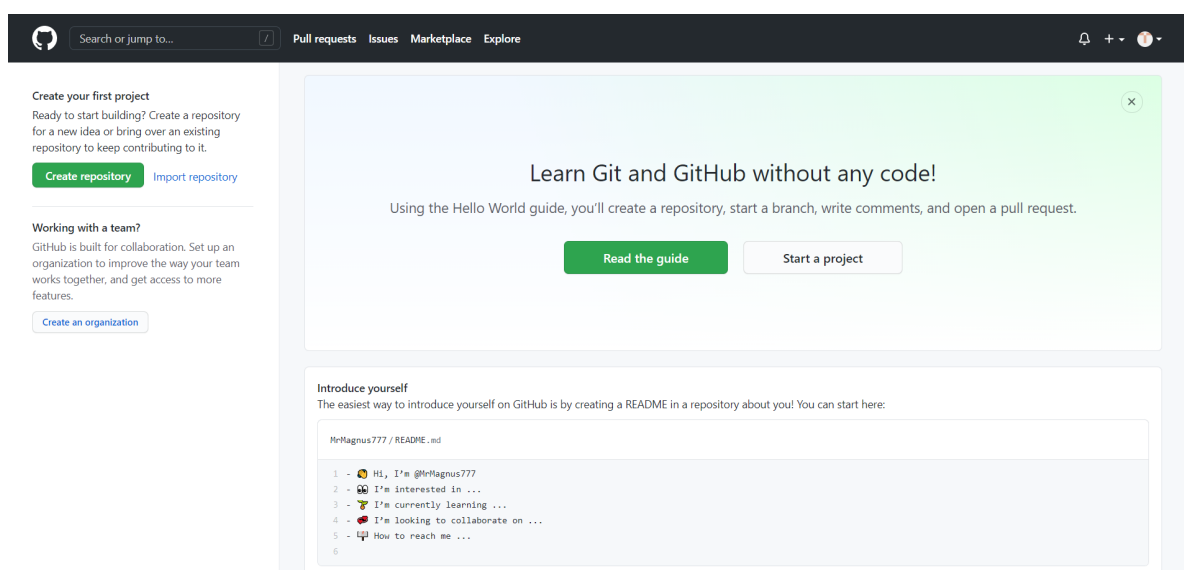 Search or jump to... /
Pull requests Issues Marketplace Explore
Create your first project
Ready to start building? Create a repository
for a new idea or bring over an existing
repository to keep contributing to it.
Create repository Import repository
Working with a team?
GitHub is built for collaboration. Set up an
organization to improve the way your team
works together, and get access to more
features.
Create an organization
Learn Git and GitHub without any code!
Using the Hello World guide, you’ll create a repository, start a branch, write comments, and open a pull request.
Read the guide Start a project
Introduce yourself
The easiest way to introduce yourself on GitHub is by creating a README in a repository about you! You can start here:
MrMagnus777/README.md
1 - 👋 Hi, I’m @MrMagnus777
2 - 👀 I’m interested in ...
3 - 🌱 I’m currently learning ...
4 - 💞️ I’m looking to collaborate on ...
5 - 📫 How to reach me ...
6